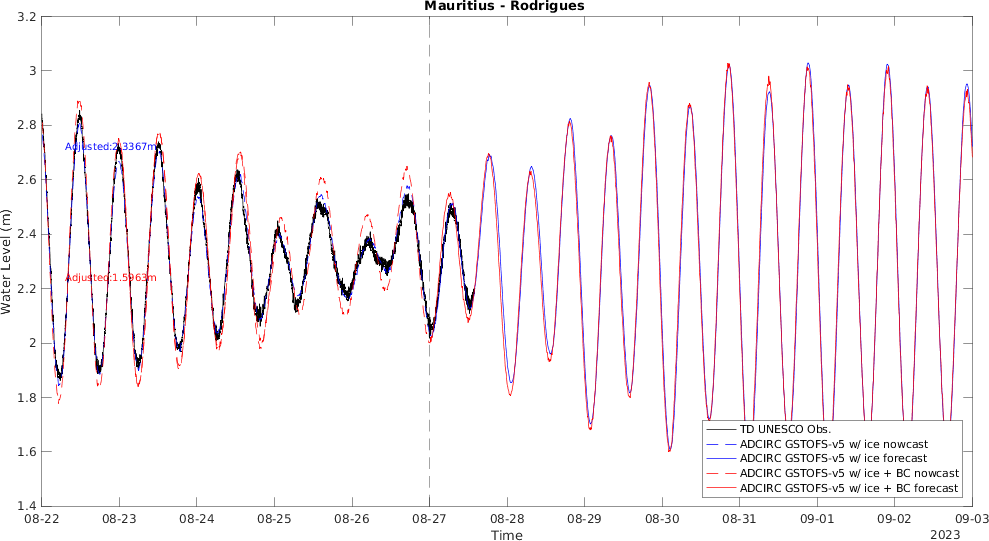 Mauritius - Rodrigues
3.2
3
2.8
2.6
2.4
2.2
2
1.8
1.6
1.4
Water Level (m)
Adjusted:2.3367m
Adjusted:1.5963m
TD UNESCO Obs.
ADCIRC GSTOFS-v5 w/ ice nowcast
ADCIRC GSTOFS-v5 w/ ice forecast
ADCIRC GSTOFS-v5 w/ ice + BC nowcast
ADCIRC GSTOFS-v5 w/ ice + BC forecast
08-22 08-23 08-24 08-25 08-26 08-27 08-28 08-29 08-30 08-31 09-01 09-02 09-03
Time
2023